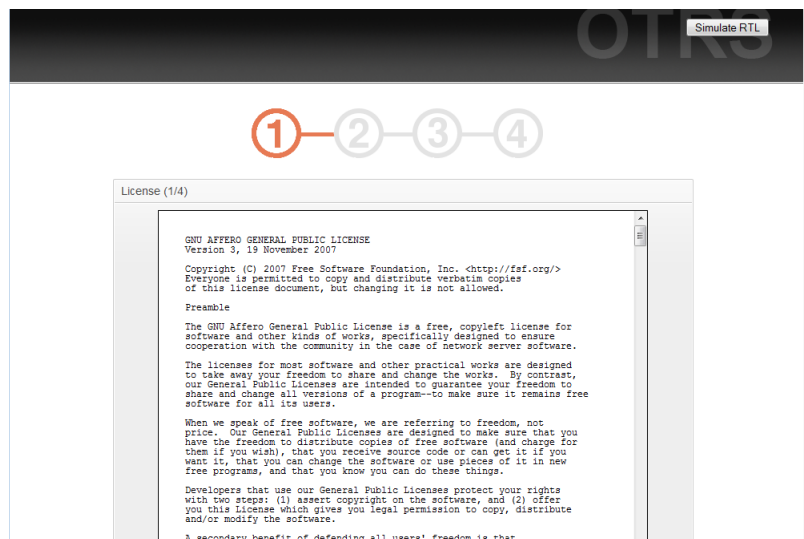 OTRS
Simulate RTL
1 2 3 4
License (1/4)
GNU AFFERO GENERAL PUBLIC LICENSE
Version 3, 19 November 2007
Copyright (C) 2007 Free Software Foundation, Inc. <http://fsf.org/>
Everyone is permitted to copy and distribute verbatim copies
of this license document, but changing it is not allowed.
Preamble
The GNU Affero General Public License is a free, copyleft license for
software and other kinds of works, specifically designed to ensure
cooperation with the community in the case of network server software.
The licenses for most software and other practical works are designed
to take away your freedom to share and change the works.  By contrast,
our General Public Licenses are intended to guarantee your freedom to
share and change all versions of a program--to make sure it remains free
software for all its users.
When we speak of free software, we are referring to freedom, not
price.  Our General Public Licenses are designed to make sure that you
have the freedom to distribute copies of free software (and charge for
them if you wish), that you receive source code or can get it if you
want it, that you can change the software or use pieces of it in new
free programs, and that you know you can do these things.
Developers that use our General Public Licenses protect your rights
with two steps: (1) assert copyright on the software, and (2) offer
you this License which gives you legal permission to copy, distribute
and/or modify the software.
A secondary benefit of defending all users' freedom is that